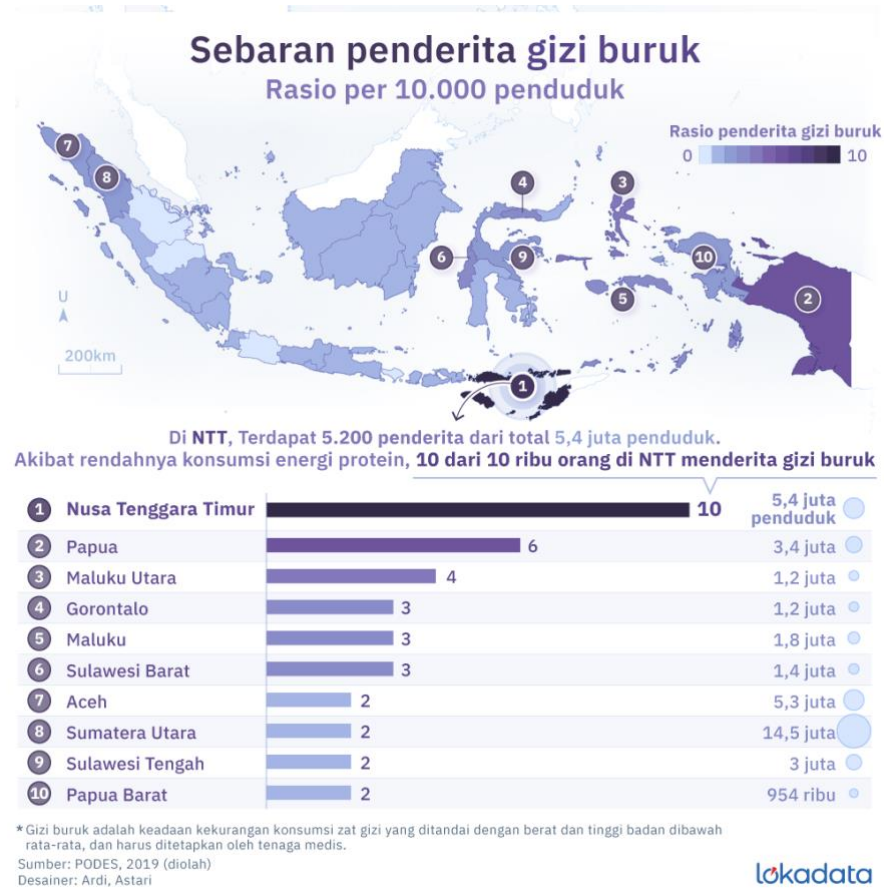 Sebaran penderita gizi buruk
Rasio per 10.000 penduduk
Rasio penderita gizi buruk
0 10
7
8
4
3
6
9
10
5
2
U
200km
1
Di NTT, Terdapat 5.200 penderita dari total 5,4 juta penduduk.
Akibat rendahnya konsumsi energi protein, 10 dari 10 ribu orang di NTT menderita gizi buruk
1 Nusa Tenggara Timur 10 5,4 juta
penduduk
2 Papua 6 3,4 juta
3 Maluku Utara 4 1,2 juta
4 Gorontalo 3 1,2 juta
5 Maluku 3 1,8 juta
6 Sulawesi Barat 3 1,4 juta
7 Aceh 2 5,3 juta
8 Sumatera Utara 2 14,5 juta
9 Sulawesi Tengah 2 3 juta
10 Papua Barat 2 954 ribu
* Gizi buruk adalah keadaan kekurangan konsumsi zat gizi yang ditandai dengan berat dan tinggi badan dibawah
rata-rata, dan harus ditetapkan oleh tenaga medis.
Sumber: PODES, 2019 (diolah)
Desainer: Ardi, Astari
lokadata